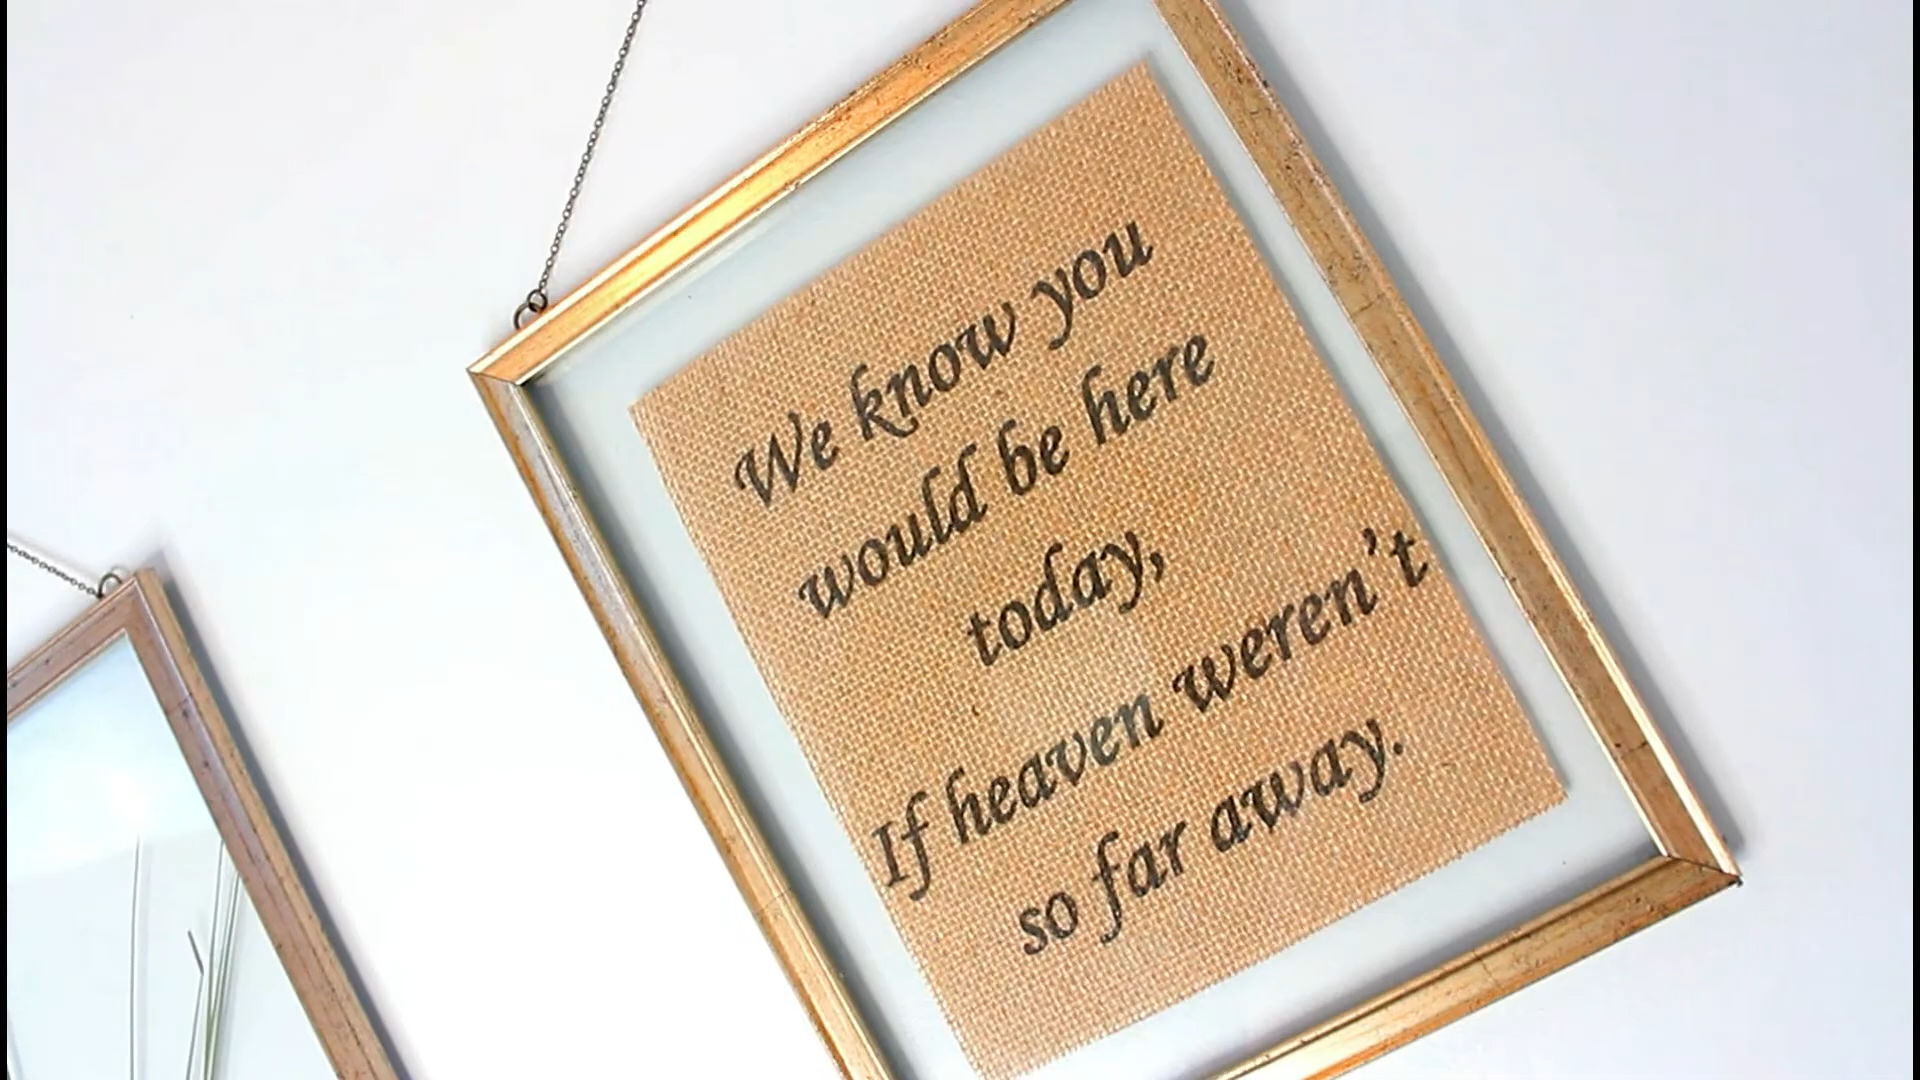 We know you
would be here
today,
If heaven weren't
so far away.